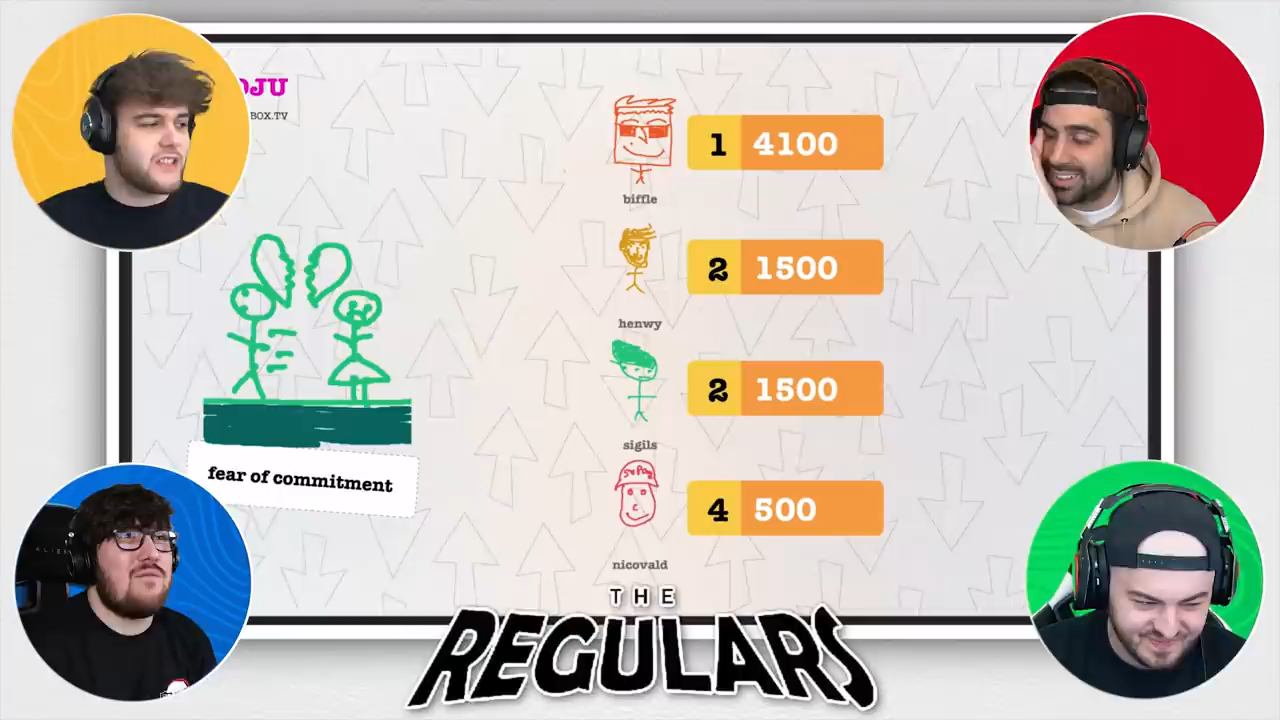 OJU
BOX.TV
1 4100
biffle
2 1500
henwy
2 1500
sigils
4 500
nicovald
fear of commitment
THE
REGULARS